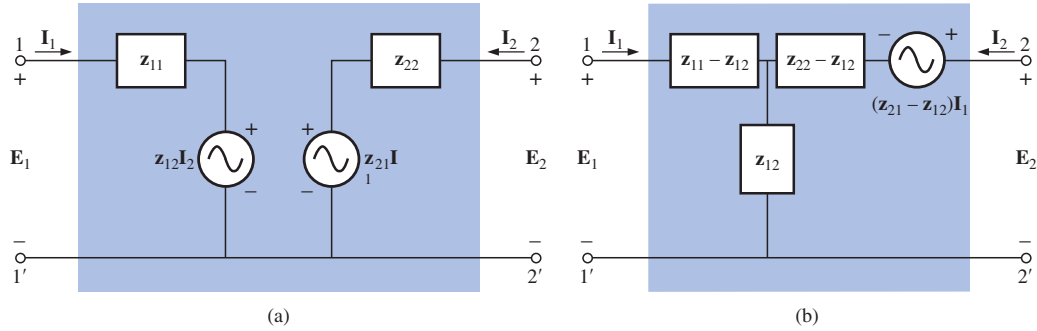 1 I₁ I₂ 2
+ z₁₁ z₂₂ +
+ +
E₁ z₁₂I₂ z₂₁I E₂
1
− −
− −
1′ 2′
(a)
1 I₁ − + I₂ 2
+ z₁₁ − z₁₂ z₂₂ − z₁₂ +
(z₂₁ − z₁₂)I₁
E₁ z₁₂ E₂
− −
1′ 2′
(b)